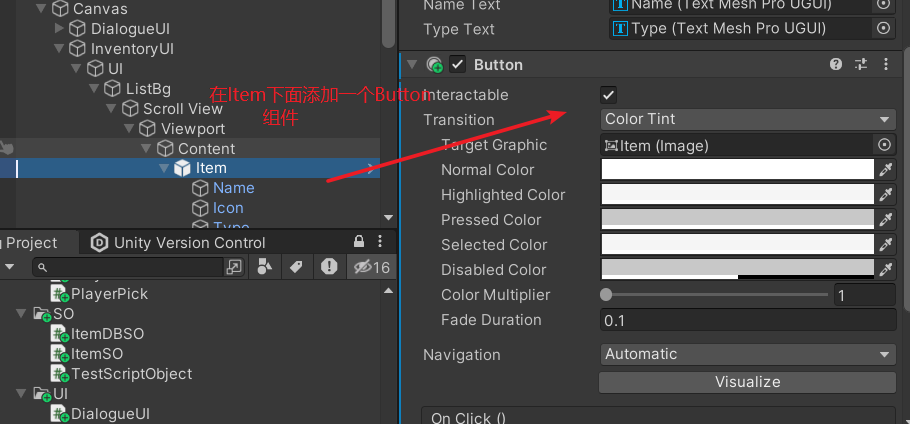 Canvas
DialogueUI
InventoryUI
UI
ListBg
Scroll View
Viewport
Content
Item
Name
Icon
Type
在Item下面添加一个Button
组件
Project
Unity Version Control
16
PlayerPick
SO
ItemDBSO
ItemSO
TestScriptObject
UI
DialogueUI
Name Text
Name (Text Mesh Pro UGUI)
Type Text
Type (Text Mesh Pro UGUI)
Button
Interactable
Transition
Color Tint
Target Graphic
Item (Image)
Normal Color
Highlighted Color
Pressed Color
Selected Color
Disabled Color
Color Multiplier
1
Fade Duration
0.1
Navigation
Automatic
Visualize
On Click ()